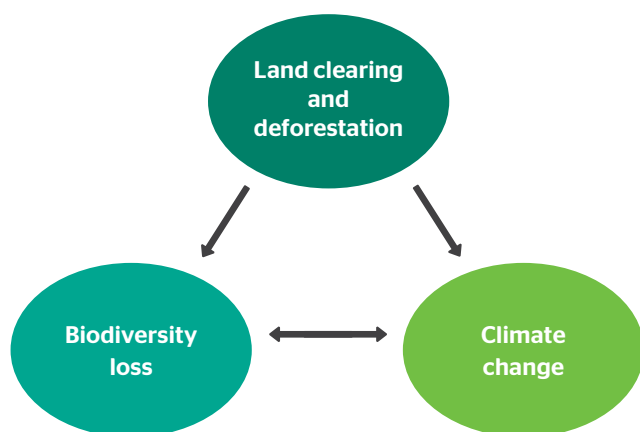 Land clearing
and
deforestation
Biodiversity
loss
Climate
change